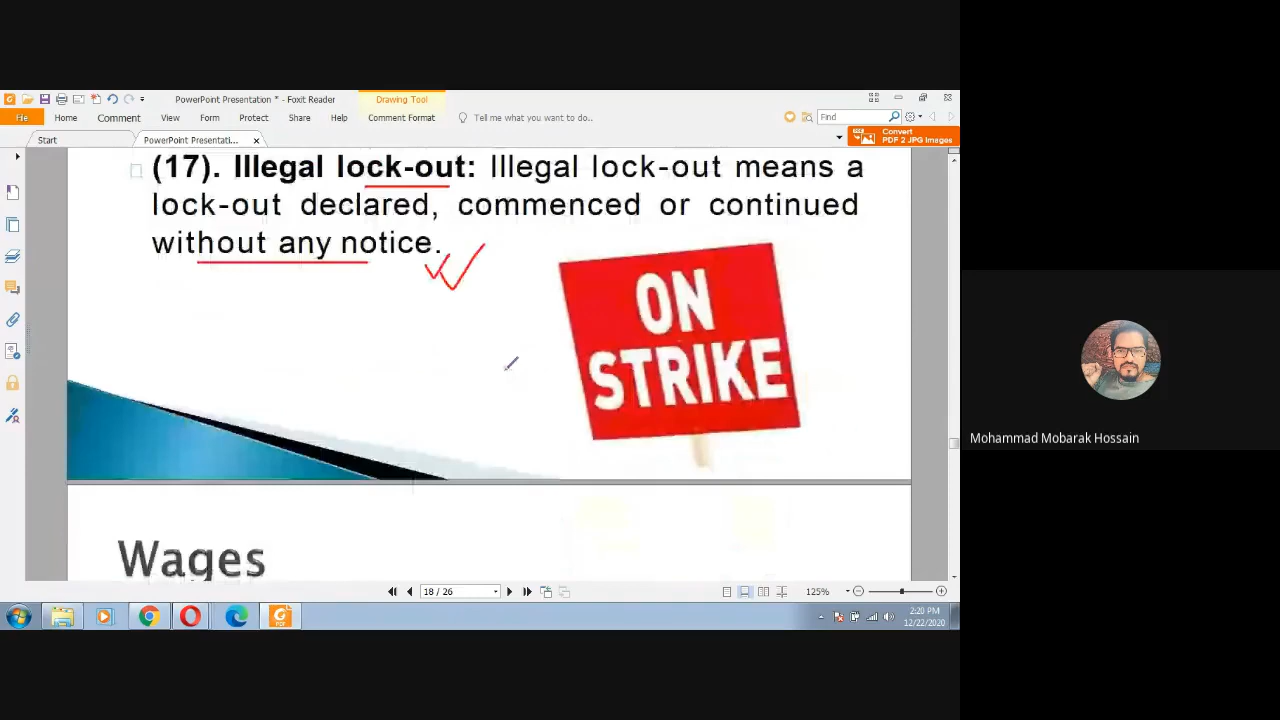 PowerPoint Presentation * - Foxit Reader
Drawing Tool
File
Home
Comment
View
Form
Protect
Share
Help
Comment Format
Tell me what you want to do..
Find
Start
PowerPoint Presentati...
Convert
PDF 2 JPG Images
(17). Illegal lock-out: Illegal lock-out means a
lock-out declared, commenced or continued
without any notice.
ON
STRIKE
Wages
18 / 26
125%
PDF
2:20 PM
12/22/2020
Mohammad Mobarak Hossain